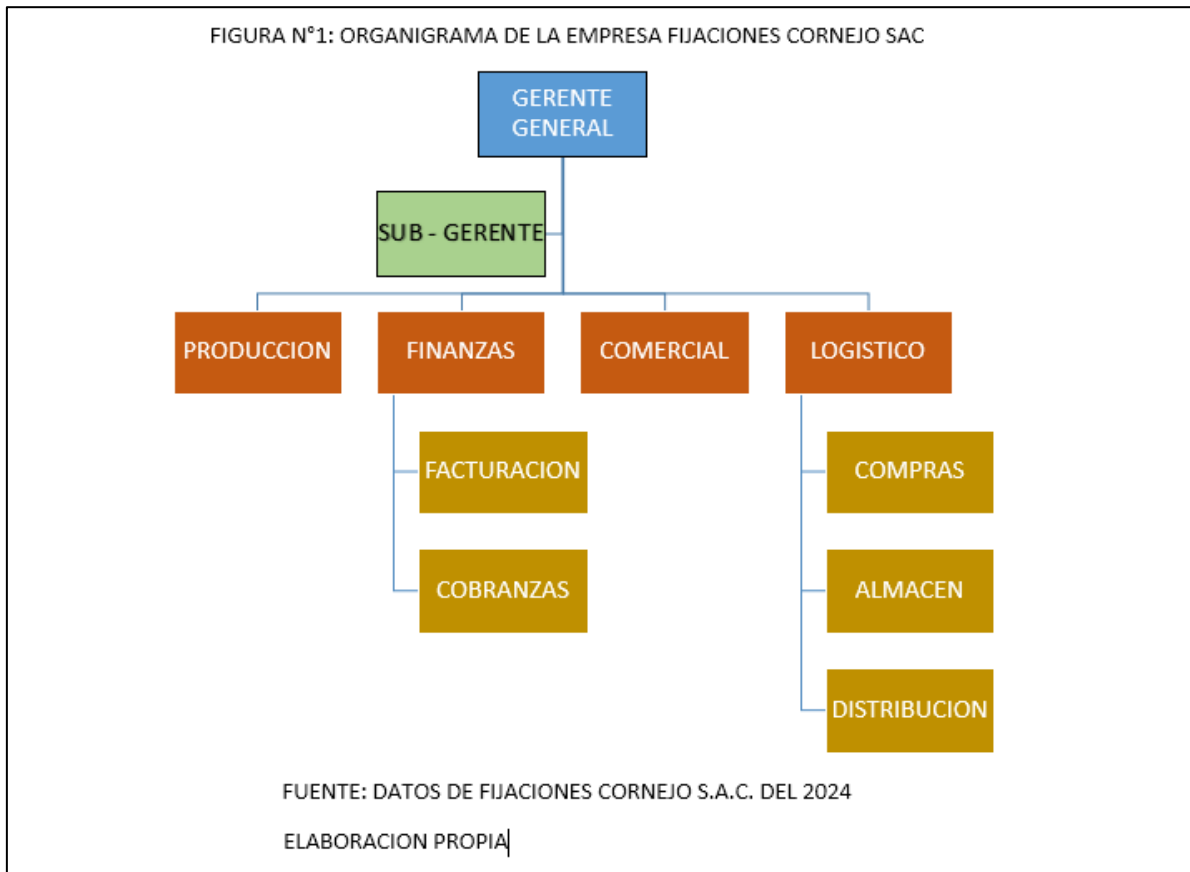 FIGURA N°1: ORGANIGRAMA DE LA EMPRESA FIJACIONES CORNEJO SAC
GERENTE
GENERAL
SUB - GERENTE
PRODUCCION
FINANZAS
COMERCIAL
LOGISTICO
FACTURACION
COMPRAS
COBRANZAS
ALMACEN
DISTRIBUCION
FUENTE: DATOS DE FIJACIONES CORNEJO S.A.C. DEL 2024
ELABORACION PROPIA